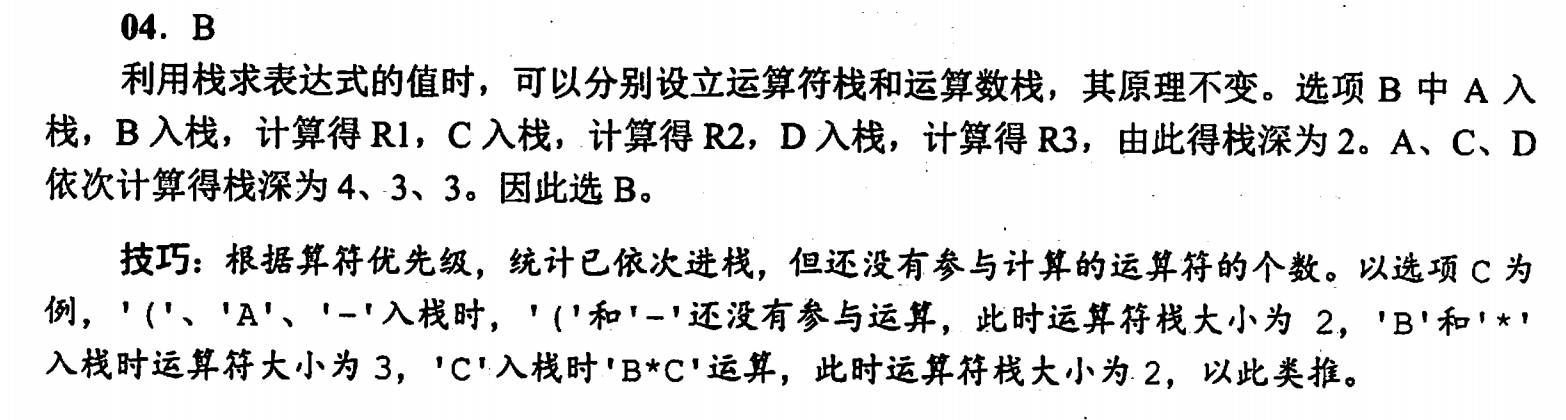 04. B
利用栈求表达式的值时，可以分别设立运算符栈和运算数栈，其原理不变。选项 B 中 A 入
栈，B 入栈，计算得 R1，C 入栈，计算得 R2，D 入栈，计算得 R3，由此得栈深为 2。A、C、D
依次计算得栈深为 4、3、3。因此选 B。
技巧：根据算符优先级，统计已依次进栈，但还没有参与计算的运算符的个数。以选项 C 为
例，'('、'A'、'-'入栈时，'('和'-'还没有参与运算，此时运算符栈大小为 2，'B'和'*'
入栈时运算符大小为 3，'C'入栈时'B*C'运算，此时运算符栈大小为 2，以此类推。